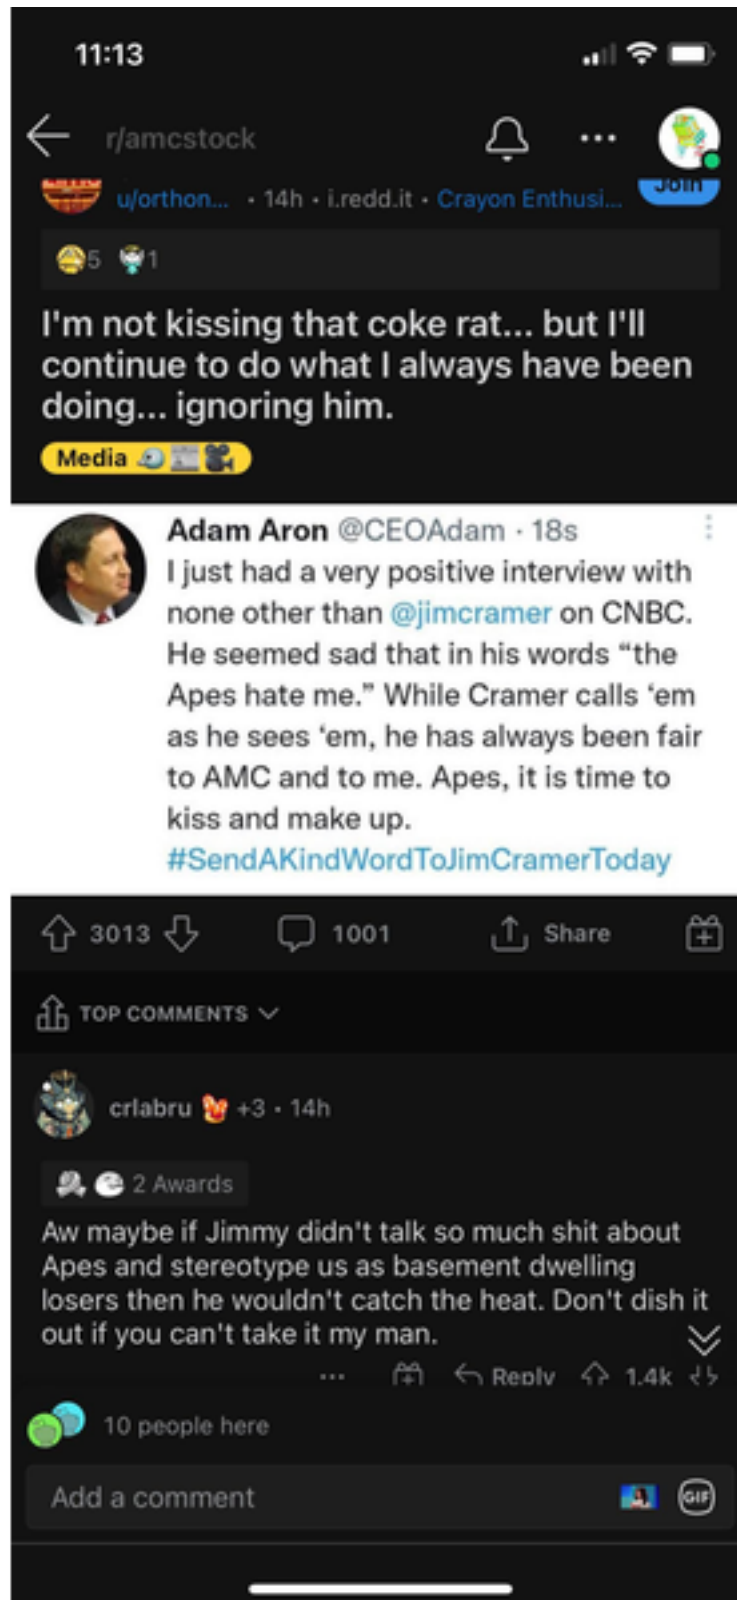 11:13
r/amcstock
u/orthon... • 14h • i.redd.it • Crayon Enthusi...
Join
5 1
I'm not kissing that coke rat... but I'll
continue to do what I always have been
doing... ignoring him.
Media
Adam Aron @CEOAdam · 18s
I just had a very positive interview with
none other than @jimcramer on CNBC.
He seemed sad that in his words “the
Apes hate me.” While Cramer calls ‘em
as he sees ‘em, he has always been fair
to AMC and to me. Apes, it is time to
kiss and make up.
#SendAKindWordToJimCramerToday
3013
1001
Share
TOP COMMENTS
crlabru +3 • 14h
2 Awards
Aw maybe if Jimmy didn't talk so much shit about
Apes and stereotype us as basement dwelling
losers then he wouldn't catch the heat. Don't dish it
out if you can't take it my man.
... Reply 1.4k
10 people here
Add a comment
GIF